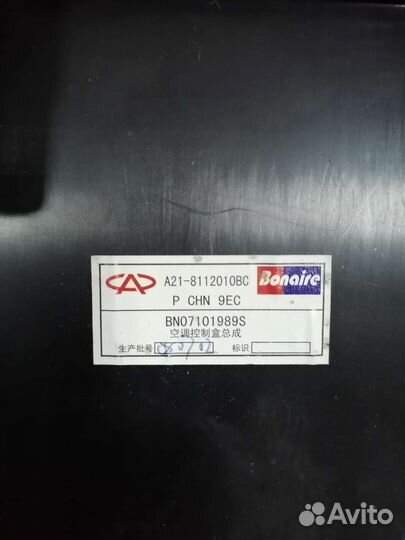 A21-8112010BC
Bonaire
P CHN 9EC
BN07101989S
空调控制盒总成
生产批号
标识
Avito